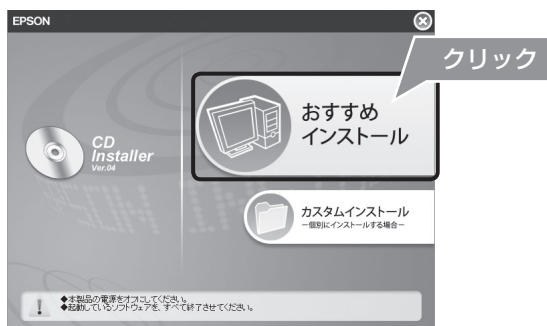 EPSON
クリック
おすすめ
インストール
CD
Installer
Ver.04
カスタムインストール
－個別にインストールする場合－
◆本製品の電源をオフにしてください。
◆起動しているソフトウェアを、すべて終了させてください。